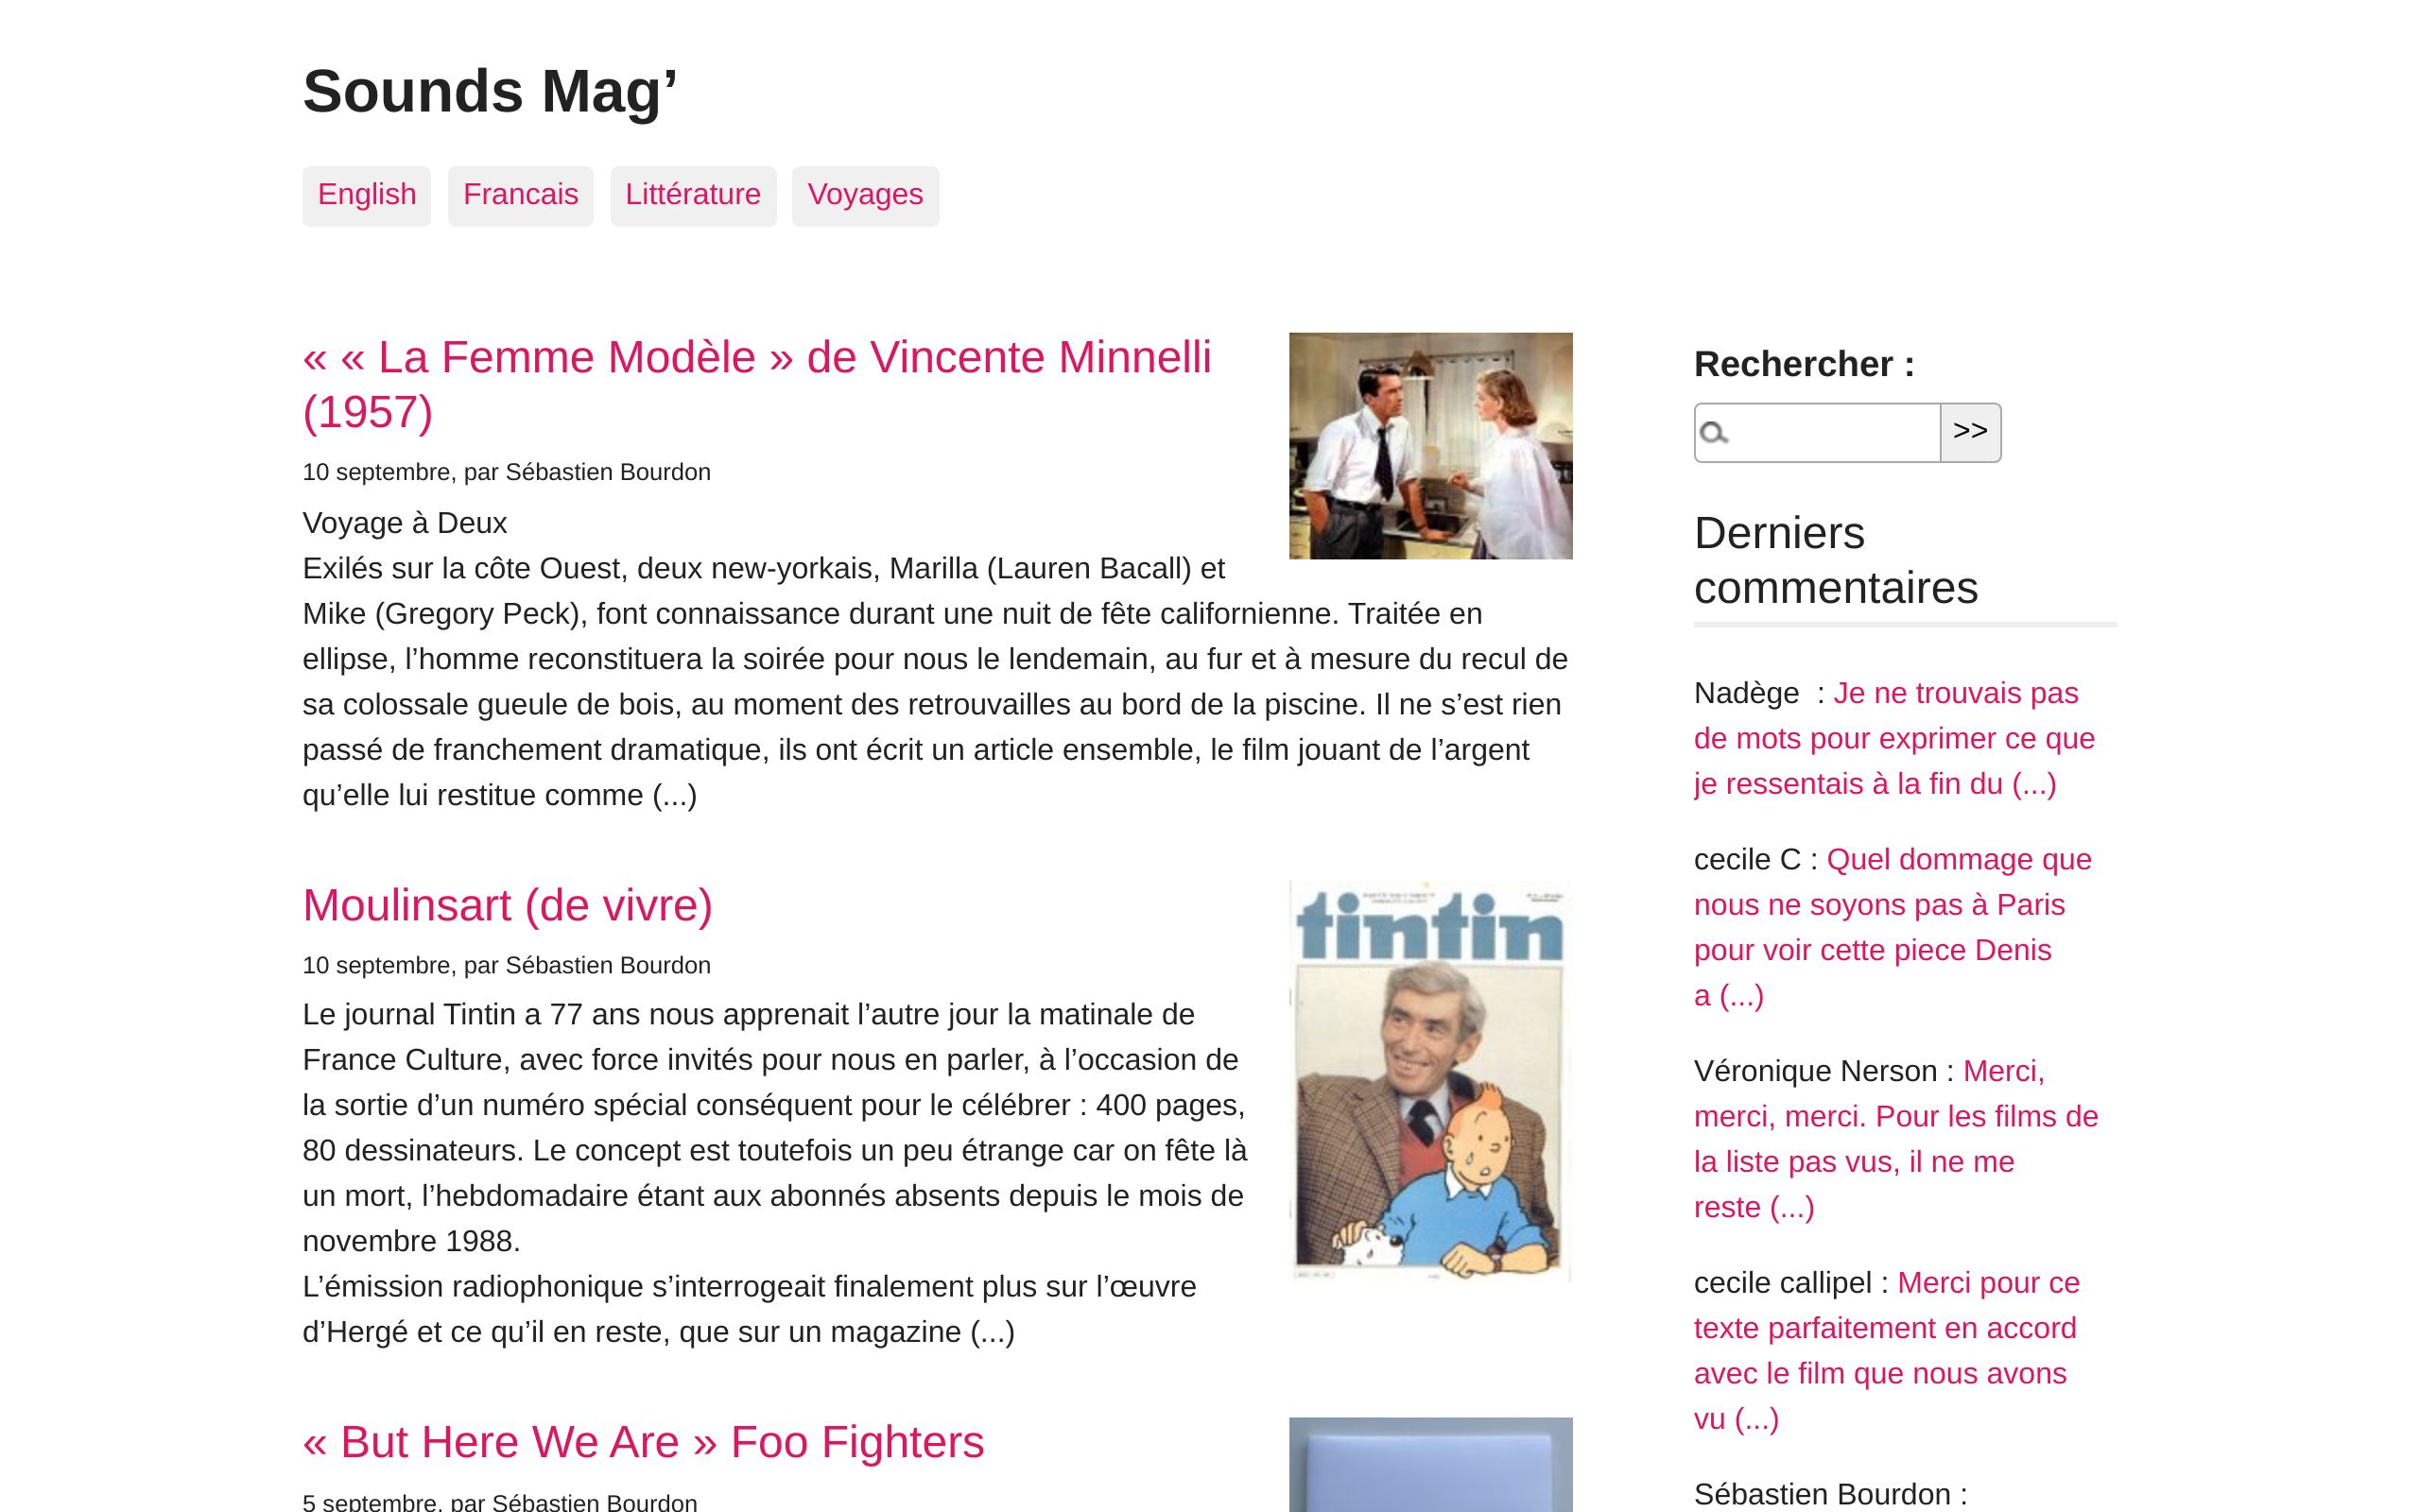 Sounds Mag’
English Francais Littérature Voyages
« « La Femme Modèle » de Vincente Minnelli
(1957)
10 septembre, par Sébastien Bourdon
Voyage à Deux
Exilés sur la côte Ouest, deux new-yorkais, Marilla (Lauren Bacall) et
Mike (Gregory Peck), font connaissance durant une nuit de fête californienne. Traitée en
ellipse, l’homme reconstituera la soirée pour nous le lendemain, au fur et à mesure du recul de
sa colossale gueule de bois, au moment des retrouvailles au bord de la piscine. Il ne s’est rien
passé de franchement dramatique, ils ont écrit un article ensemble, le film jouant de l’argent
qu’elle lui restitue comme (...)
Moulinsart (de vivre)
10 septembre, par Sébastien Bourdon
Le journal Tintin a 77 ans nous apprenait l’autre jour la matinale de
France Culture, avec force invités pour nous en parler, à l’occasion de
la sortie d’un numéro spécial conséquent pour le célébrer : 400 pages,
80 dessinateurs. Le concept est toutefois un peu étrange car on fête là
un mort, l’hebdomadaire étant aux abonnés absents depuis le mois de
novembre 1988.
L’émission radiophonique s’interrogeait finalement plus sur l’œuvre
d’Hergé et ce qu’il en reste, que sur un magazine (...)
tintin
« But Here We Are » Foo Fighters
5 septembre, par Sébastien Bourdon
Rechercher :
>>
Derniers
commentaires
Nadège  : Je ne trouvais pas
de mots pour exprimer ce que
je ressentais à la fin du (...)
cecile C : Quel dommage que
nous ne soyons pas à Paris
pour voir cette piece Denis
a (...)
Véronique Nerson : Merci,
merci, merci. Pour les films de
la liste pas vus, il ne me
reste (...)
cecile callipel : Merci pour ce
texte parfaitement en accord
avec le film que nous avons
vu (...)
Sébastien Bourdon :